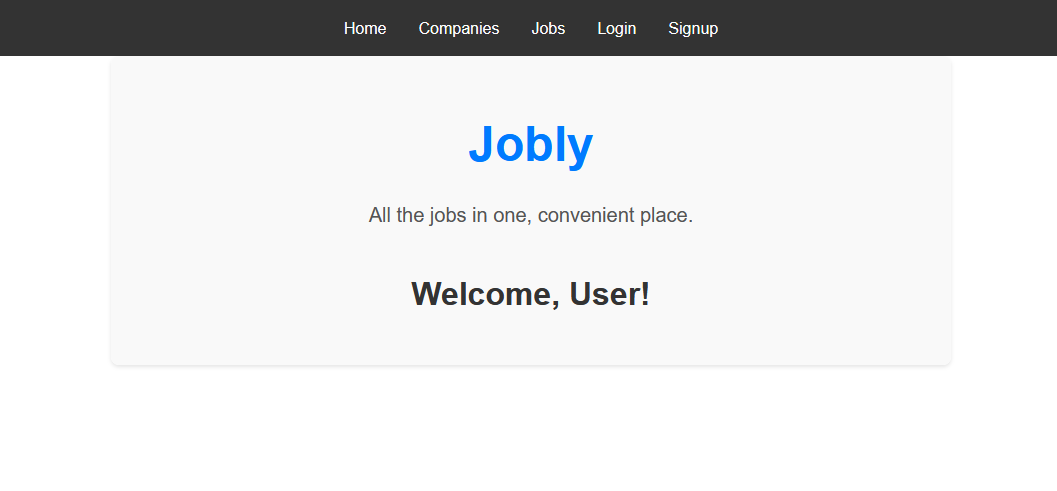 Home Companies Jobs Login Signup
Jobly
All the jobs in one, convenient place.
Welcome, User!